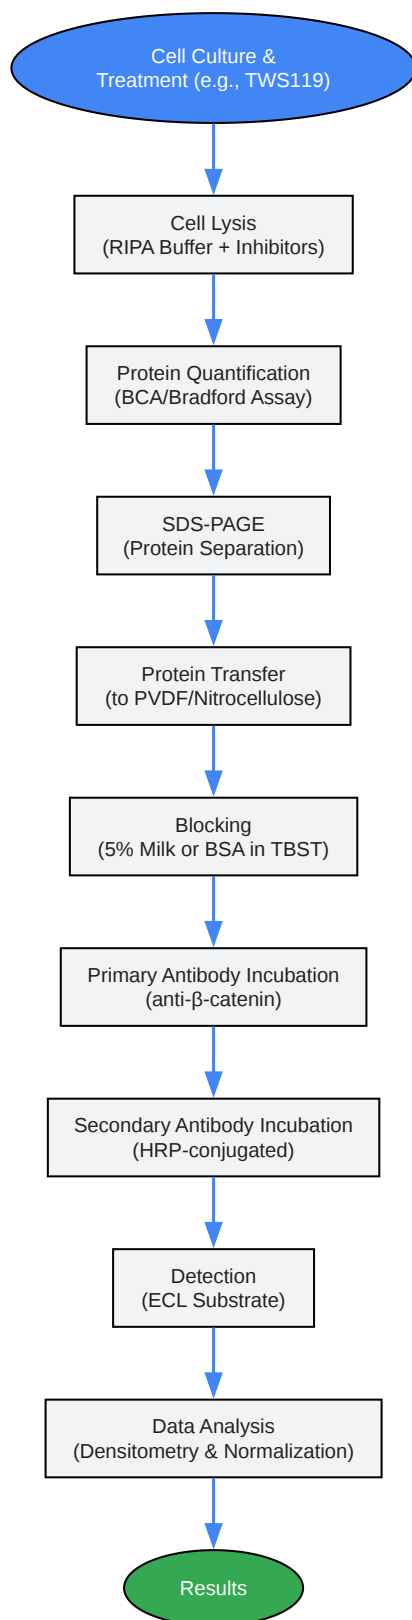 Cell Culture &
Treatment (e.g., TWS119)
Cell Lysis
(RIPA Buffer + Inhibitors)
Protein Quantification
(BCA/Bradford Assay)
SDS-PAGE
(Protein Separation)
Protein Transfer
(to PVDF/Nitrocellulose)
Blocking
(5% Milk or BSA in TBST)
Primary Antibody Incubation
(anti-β-catenin)
Secondary Antibody Incubation
(HRP-conjugated)
Detection
(ECL Substrate)
Data Analysis
(Densitometry & Normalization)
Results